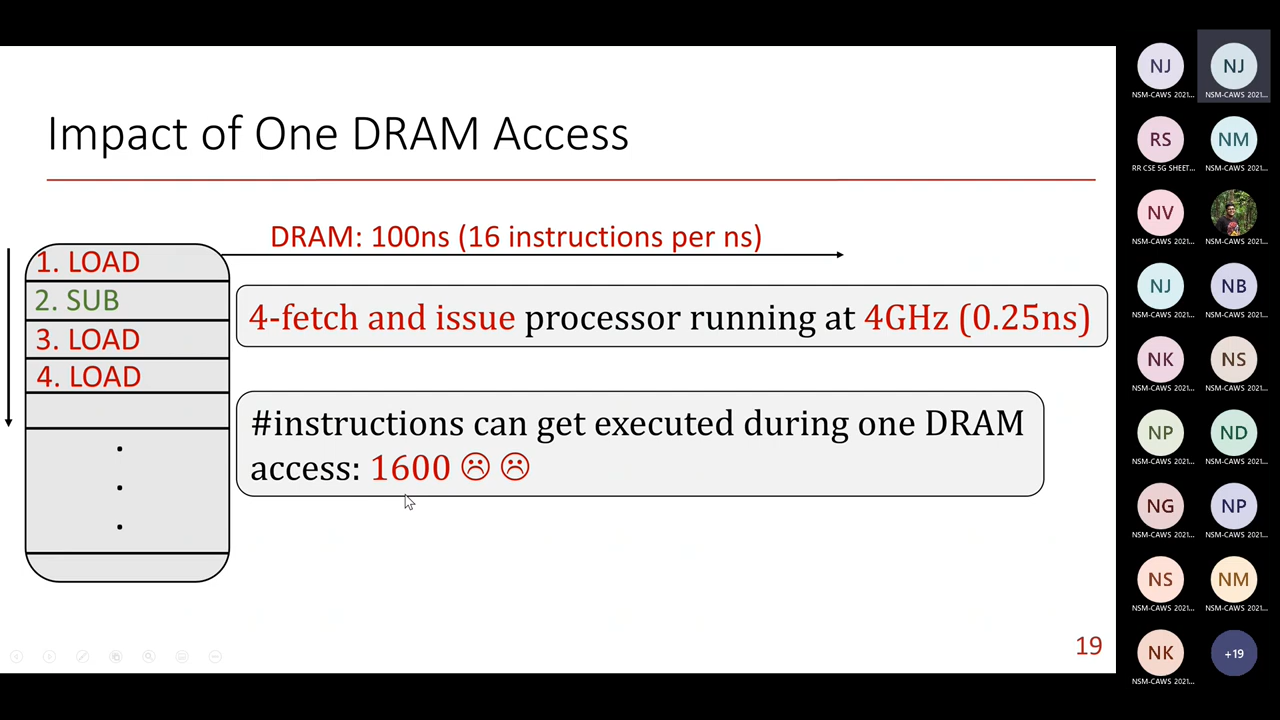 Impact of One DRAM Access
DRAM: 100ns (16 instructions per ns)
1. LOAD
2. SUB
3. LOAD
4. LOAD
4-fetch and issue processor running at 4GHz (0.25ns)
#instructions can get executed during one DRAM
access: 1600 ☹ ☹
19
NJ
NJ
NSM-CAWS 2021...
NSM-CAWS 2021...
RS
NM
RR CSE 5G SHEET...
NSM-CAWS 2021...
NV
NSM-CAWS 2021...
NSM-CAWS 2021...
NJ
NB
NSM-CAWS 2021...
NSM-CAWS 2021...
NK
NS
NSM-CAWS 2021...
NSM-CAWS 2021...
NP
ND
NSM-CAWS 2021...
NSM-CAWS 2021...
NG
NP
NSM-CAWS 2021...
NSM-CAWS 2021...
NS
NM
NSM-CAWS 2021...
NSM-CAWS 2021...
NK
+19
NSM-CAWS 2021...